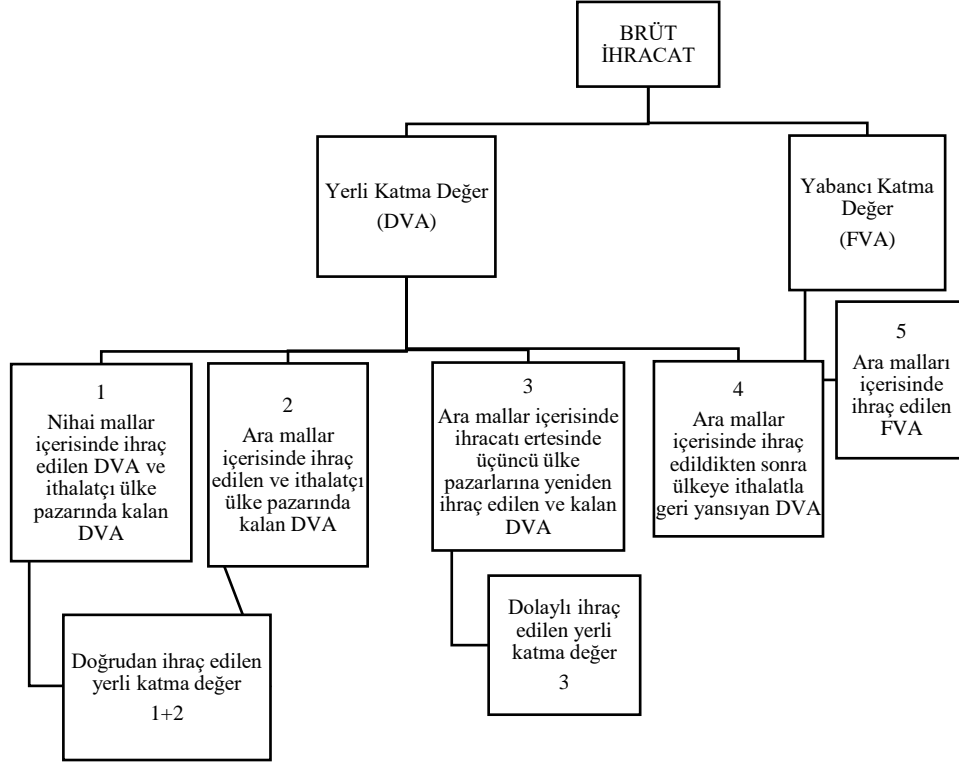 BRÜT
İHRACAT
Yerli Katma Değer
(DVA)
Yabancı Katma
Değer
(FVA)
1
Nihai mallar
içerisinde ihraç
edilen DVA ve
ithalatçı ülke
pazarında kalan
DVA
2
Ara mallar
içerisinde ihraç
edilen ve ithalatçı
ülke pazarında
kalan DVA
3
Ara mallar içerisinde
ihracatı ertesinde
üçüncü ülke
pazarlarına yeniden
ihraç edilen ve kalan
DVA
4
Ara mallar
içerisinde ihraç
edildikten sonra
ülkeye ithalatla
geri yansıyan DVA
5
Ara malları
içerisinde
ihraç edilen
FVA
Doğrudan ihraç edilen
yerli katma değer
1+2
Dolaylı ihraç
edilen yerli
katma değer
3